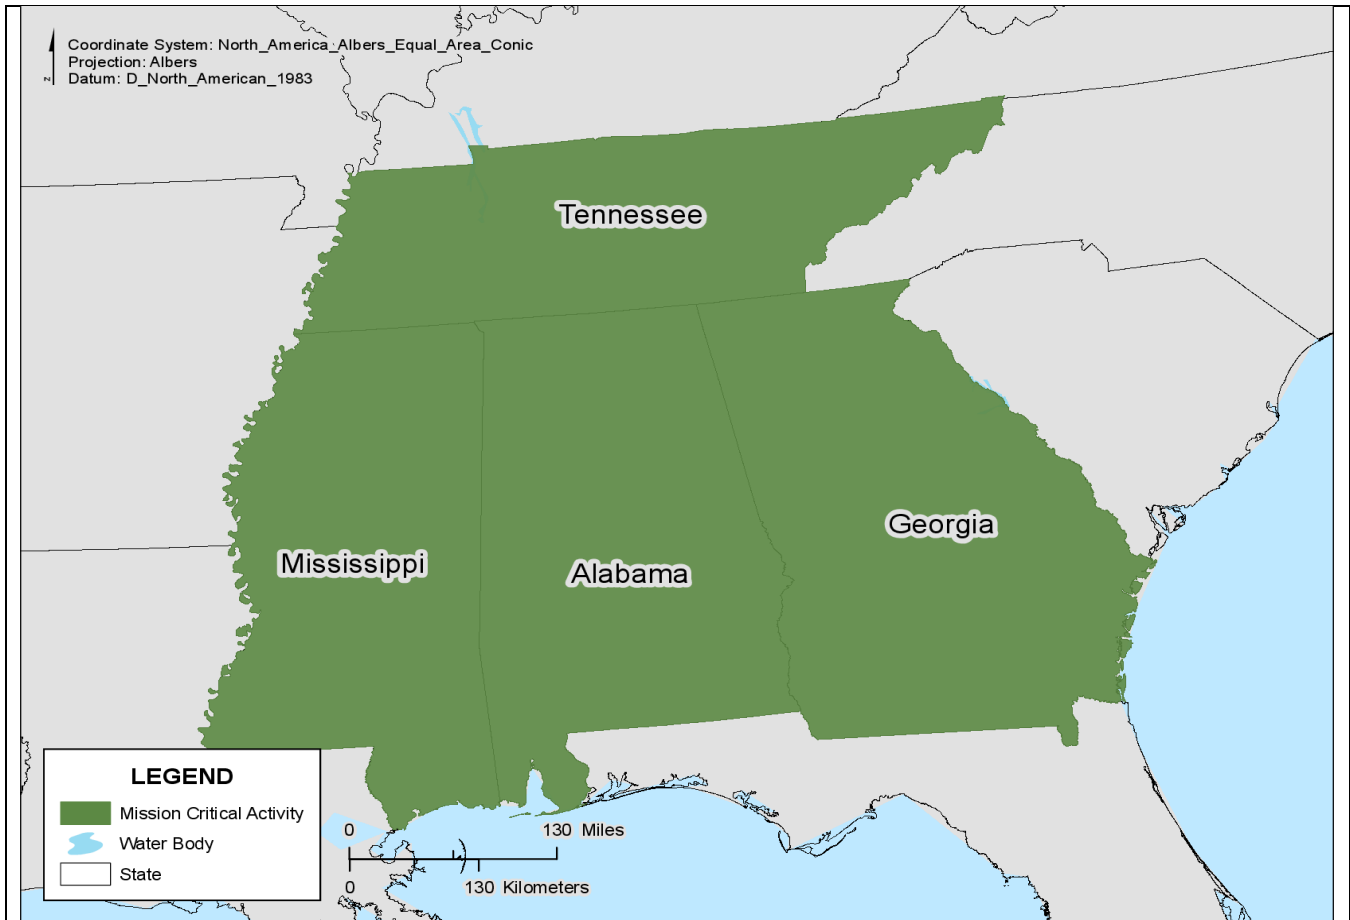 Coordinate System: North_America_Albers_Equal_Area_Conic
Projection: Albers
Datum: D_North_American_1983
N
Tennessee
Georgia
Mississippi
Alabama
LEGEND
Mission Critical Activity
Water Body
State
0 130 Miles
0 130 Kilometers